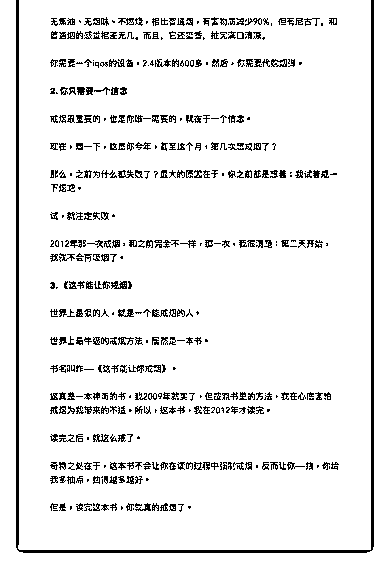 无焦油、无烟味、不燃烧，相比普通烟，有害物质减少90%，但有尼古丁。和
普通烟的感觉相差无几。而且，它还蛮香，抽完满口清凉。
你需要一个iqos的设备，2.4版本的600多。然后，你需要代购烟弹。
2. 你只需要一个信念
戒烟最重要的，也是你唯一需要的，就在于一个信念。
现在，想一下，这是你今年，甚至这个月，第几次想戒烟了？
那么，之前为什么都失败了？最大的原因在于，你之前都是想着：我试着戒一
下烟吧。
试，就注定失败。
2012年那一次戒烟，和之前完全不一样，那一次，我很清楚：第二天开始，
我就不会再吸烟了。
3. 《这书能让你戒烟》
世界上最狠的人，就是一个能戒烟的人。
世界上最牛逼的戒烟方法，居然是一本书。
书名叫作—《这书能让你戒烟》。
这真是一本神奇的书，我2009年就买了，但应用书里的方法，我在心底害怕
戒烟为我带来的不适。所以，这本书，我在2012年才读完。
读完之后，就这么戒了。
奇特之处在于，这本书不会让你在读的过程中强制戒烟，反而让你—抽，你给
我多抽点，抽得越多越好。
但是，读完这本书，你就真的戒烟了。